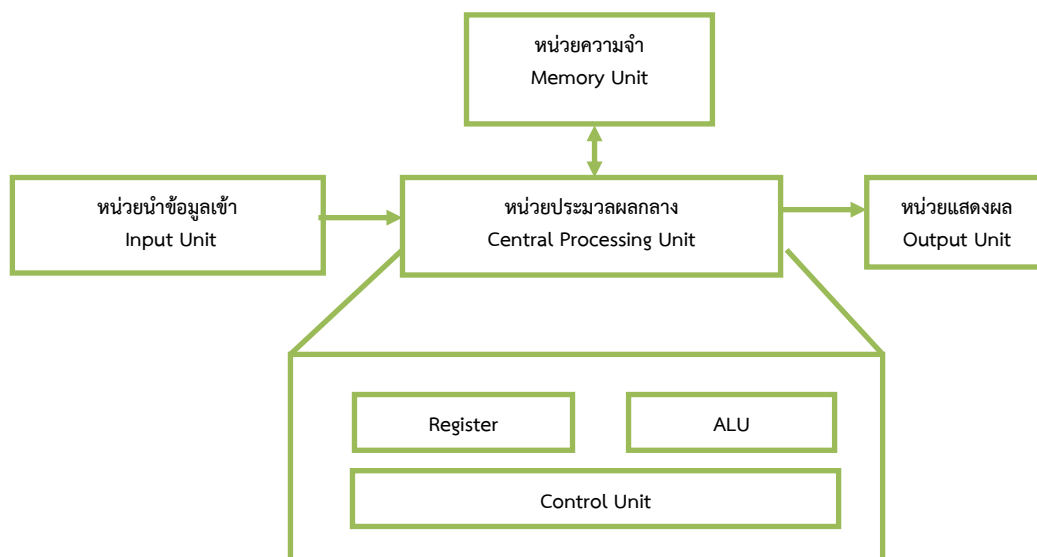 หน่วยความจำ
Memory Unit
หน่วยนำข้อมูลเข้า
Input Unit
หน่วยประมวลผลกลาง
Central Processing Unit
หน่วยแสดงผล
Output Unit
Register
ALU
Control Unit